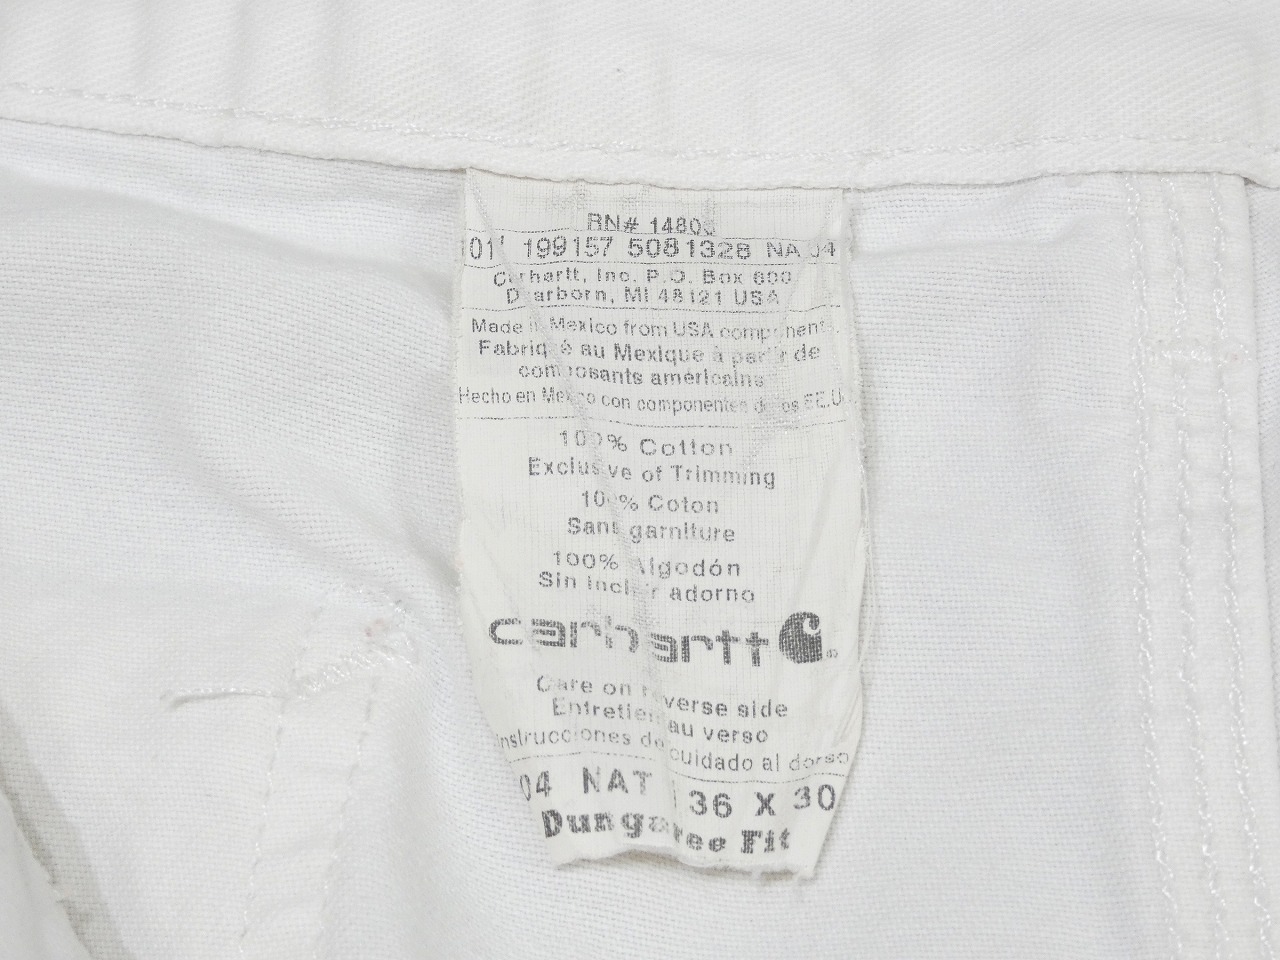 RN# 14806
199157 5081328 NA 04
Carhartt, Inc. P.O. Box 600
Dearborn, MI 48121 USA
Made in Mexico from USA components.
Fabriqué au Mexique à partir de
composants américains
Hecho en Mexico con componentes de los EE.U
100% Cotton
Exclusive of Trimming
100% Coton
Sans garniture
100% Algodón
Sin incluir adorno
carhartt
Care on reverse side
Entretien au verso
Instrucciones de cuidado al dorso
04 NAT 36 X 30
Dungaree Fit